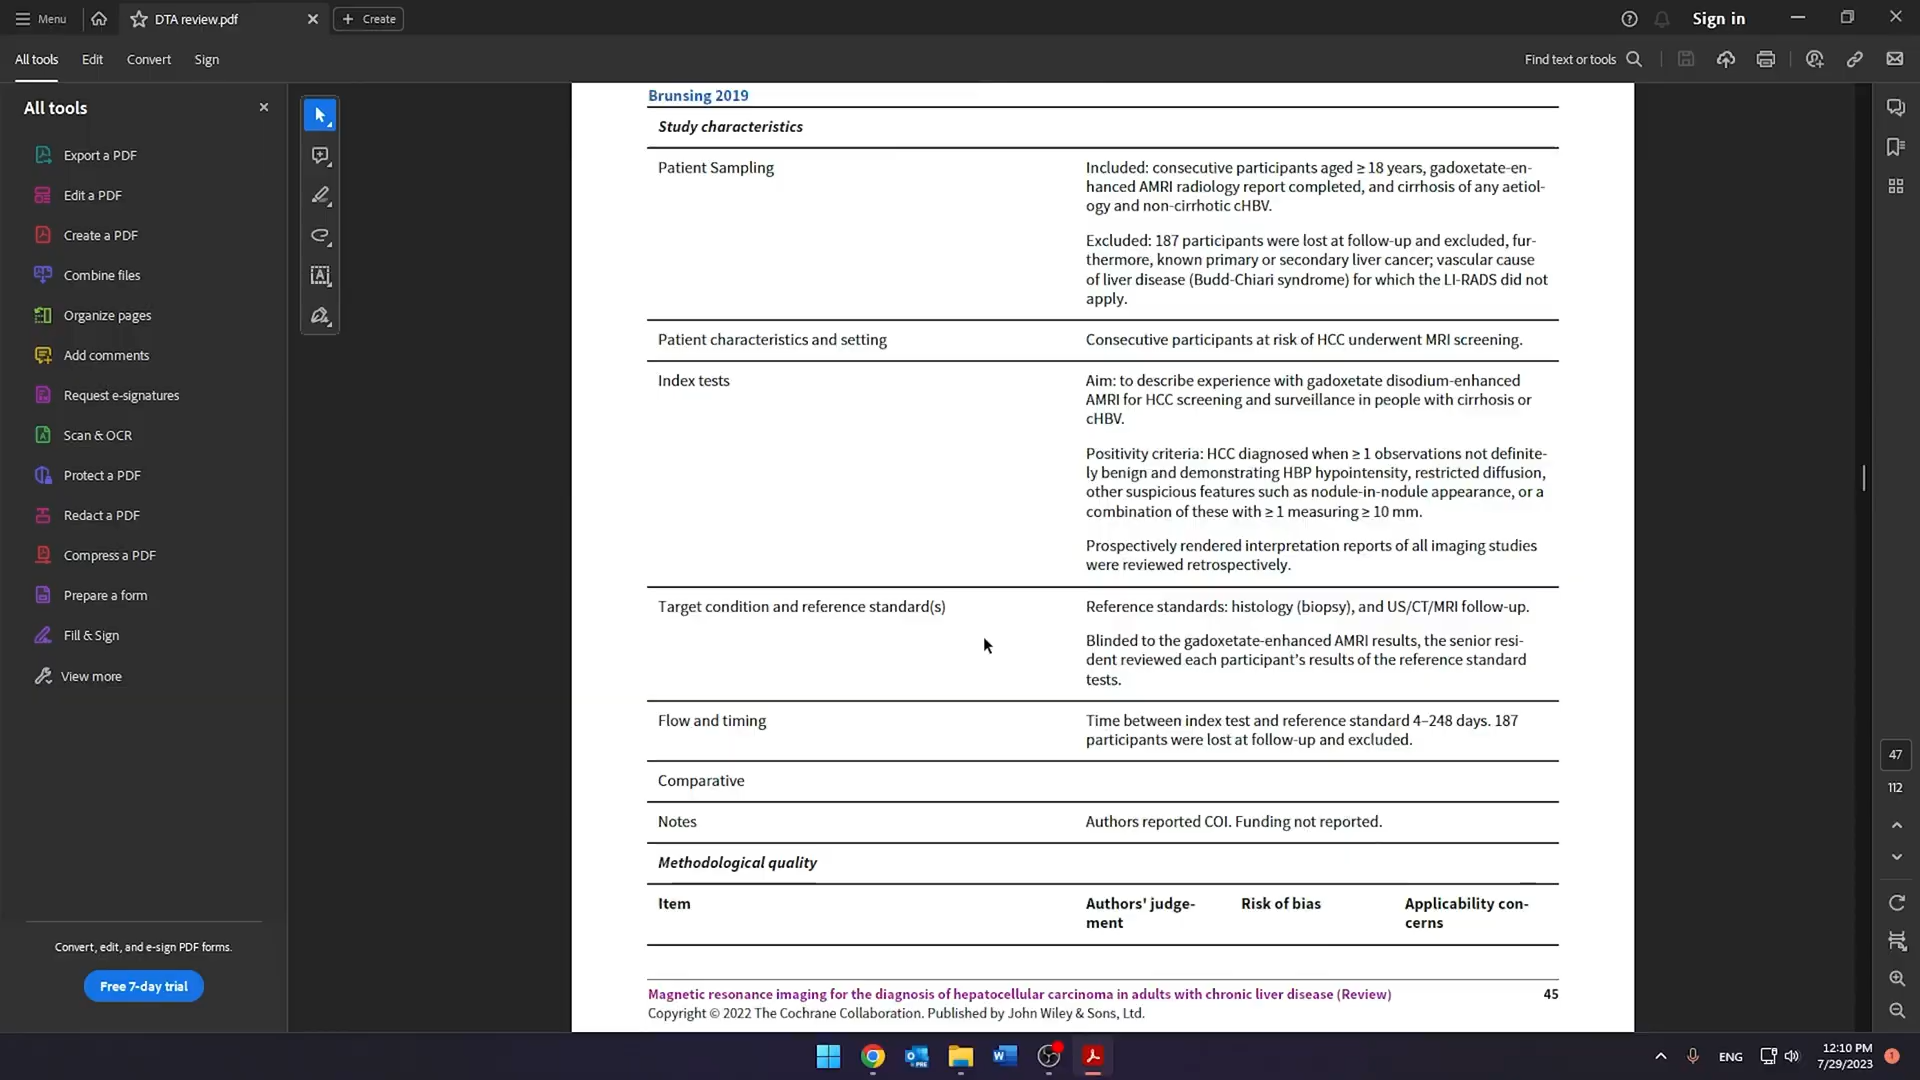 Menu
DTA review.pdf
Create
Sign in
All tools
Edit
Convert
Sign
Find text or tools
All tools
Export a PDF
Edit a PDF
Create a PDF
Combine files
Organize pages
Add comments
Request e-signatures
Scan & OCR
Protect a PDF
Redact a PDF
Compress a PDF
Prepare a form
Fill & Sign
View more
Convert, edit, and e-sign PDF forms.
Free 7-day trial
Brunsing 2019
Study characteristics
Patient Sampling
Included: consecutive participants aged ≥ 18 years, gadoxetate-en-
hanced AMRI radiology report completed, and cirrhosis of any aetiol-
ogy and non-cirrhotic cHBV.
Excluded: 187 participants were lost at follow-up and excluded, fur-
thermore, known primary or secondary liver cancer; vascular cause
of liver disease (Budd-Chiari syndrome) for which the LI-RADS did not
apply.
Patient characteristics and setting
Consecutive participants at risk of HCC underwent MRI screening.
Index tests
Aim: to describe experience with gadoxetate disodium-enhanced
AMRI for HCC screening and surveillance in people with cirrhosis or
cHBV.
Positivity criteria: HCC diagnosed when ≥ 1 observations not definite-
ly benign and demonstrating HBP hypointensity, restricted diffusion,
other suspicious features such as nodule-in-nodule appearance, or a
combination of these with ≥ 1 measuring ≥ 10 mm.
Prospectively rendered interpretation reports of all imaging studies
were reviewed retrospectively.
Target condition and reference standard(s)
Reference standards: histology (biopsy), and US/CT/MRI follow-up.
Blinded to the gadoxetate-enhanced AMRI results, the senior resi-
dent reviewed each participant's results of the reference standard
tests.
Flow and timing
Time between index test and reference standard 4–248 days. 187
participants were lost at follow-up and excluded.
Comparative
Notes
Authors reported COI. Funding not reported.
Methodological quality
Item
Authors' judge-
ment
Risk of bias
Applicability con-
cerns
Magnetic resonance imaging for the diagnosis of hepatocellular carcinoma in adults with chronic liver disease (Review)
45
Copyright © 2022 The Cochrane Collaboration. Published by John Wiley & Sons, Ltd.
47
112
ENG
12:10 PM
7/29/2023
1